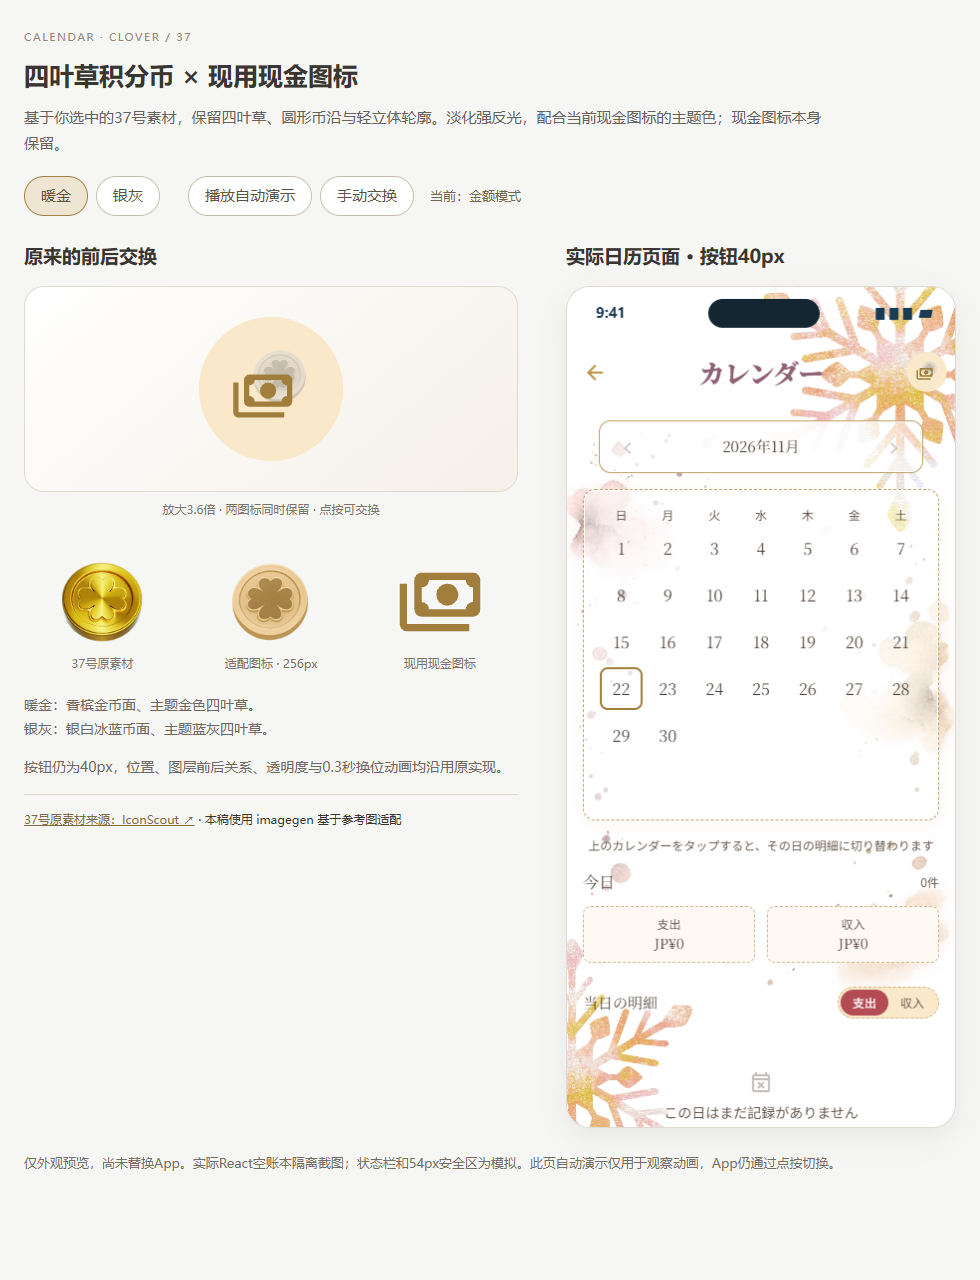 CALENDAR · CLOVER / 37
四叶草积分币 × 现用现金图标
基于你选中的37号素材，保留四叶草、圆形币沿与轻立体轮廓。淡化强反光，配合当前现金图标的主题色；现金图标本身
保留。
暖金 银灰 播放自动演示 手动交换 当前：金额模式
原来的前后交换
放大3.6倍 · 两图标同时保留 · 点按可交换
37号原素材 适配图标 · 256px 现用现金图标
暖金：香槟金币面、主题金色四叶草。
银灰：银白冰蓝币面、主题蓝灰四叶草。
按钮仍为40px，位置、图层前后关系、透明度与0.3秒换位动画均沿用原实现。
37号原素材来源：IconScout ↗ · 本稿使用 imagegen 基于参考图适配
实际日历页面 · 按钮40px
9:41
カレンダー
2026年11月
日 月 火 水 木 金 土
1 2 3 4 5 6 7
8 9 10 11 12 13 14
15 16 17 18 19 20 21
22 23 24 25 26 27 28
29 30
上のカレンダーをタップすると、その日の明細に切り替わります
今日 0件
支出 収入
JP¥0 JP¥0
当日の明細 支出 収入
この日はまだ記録がありません
仅外观预览，尚未替换App。实际React空账本隔离截图；状态栏和54px安全区为模拟。此页自动演示仅用于观察动画，App仍通过点按切换。